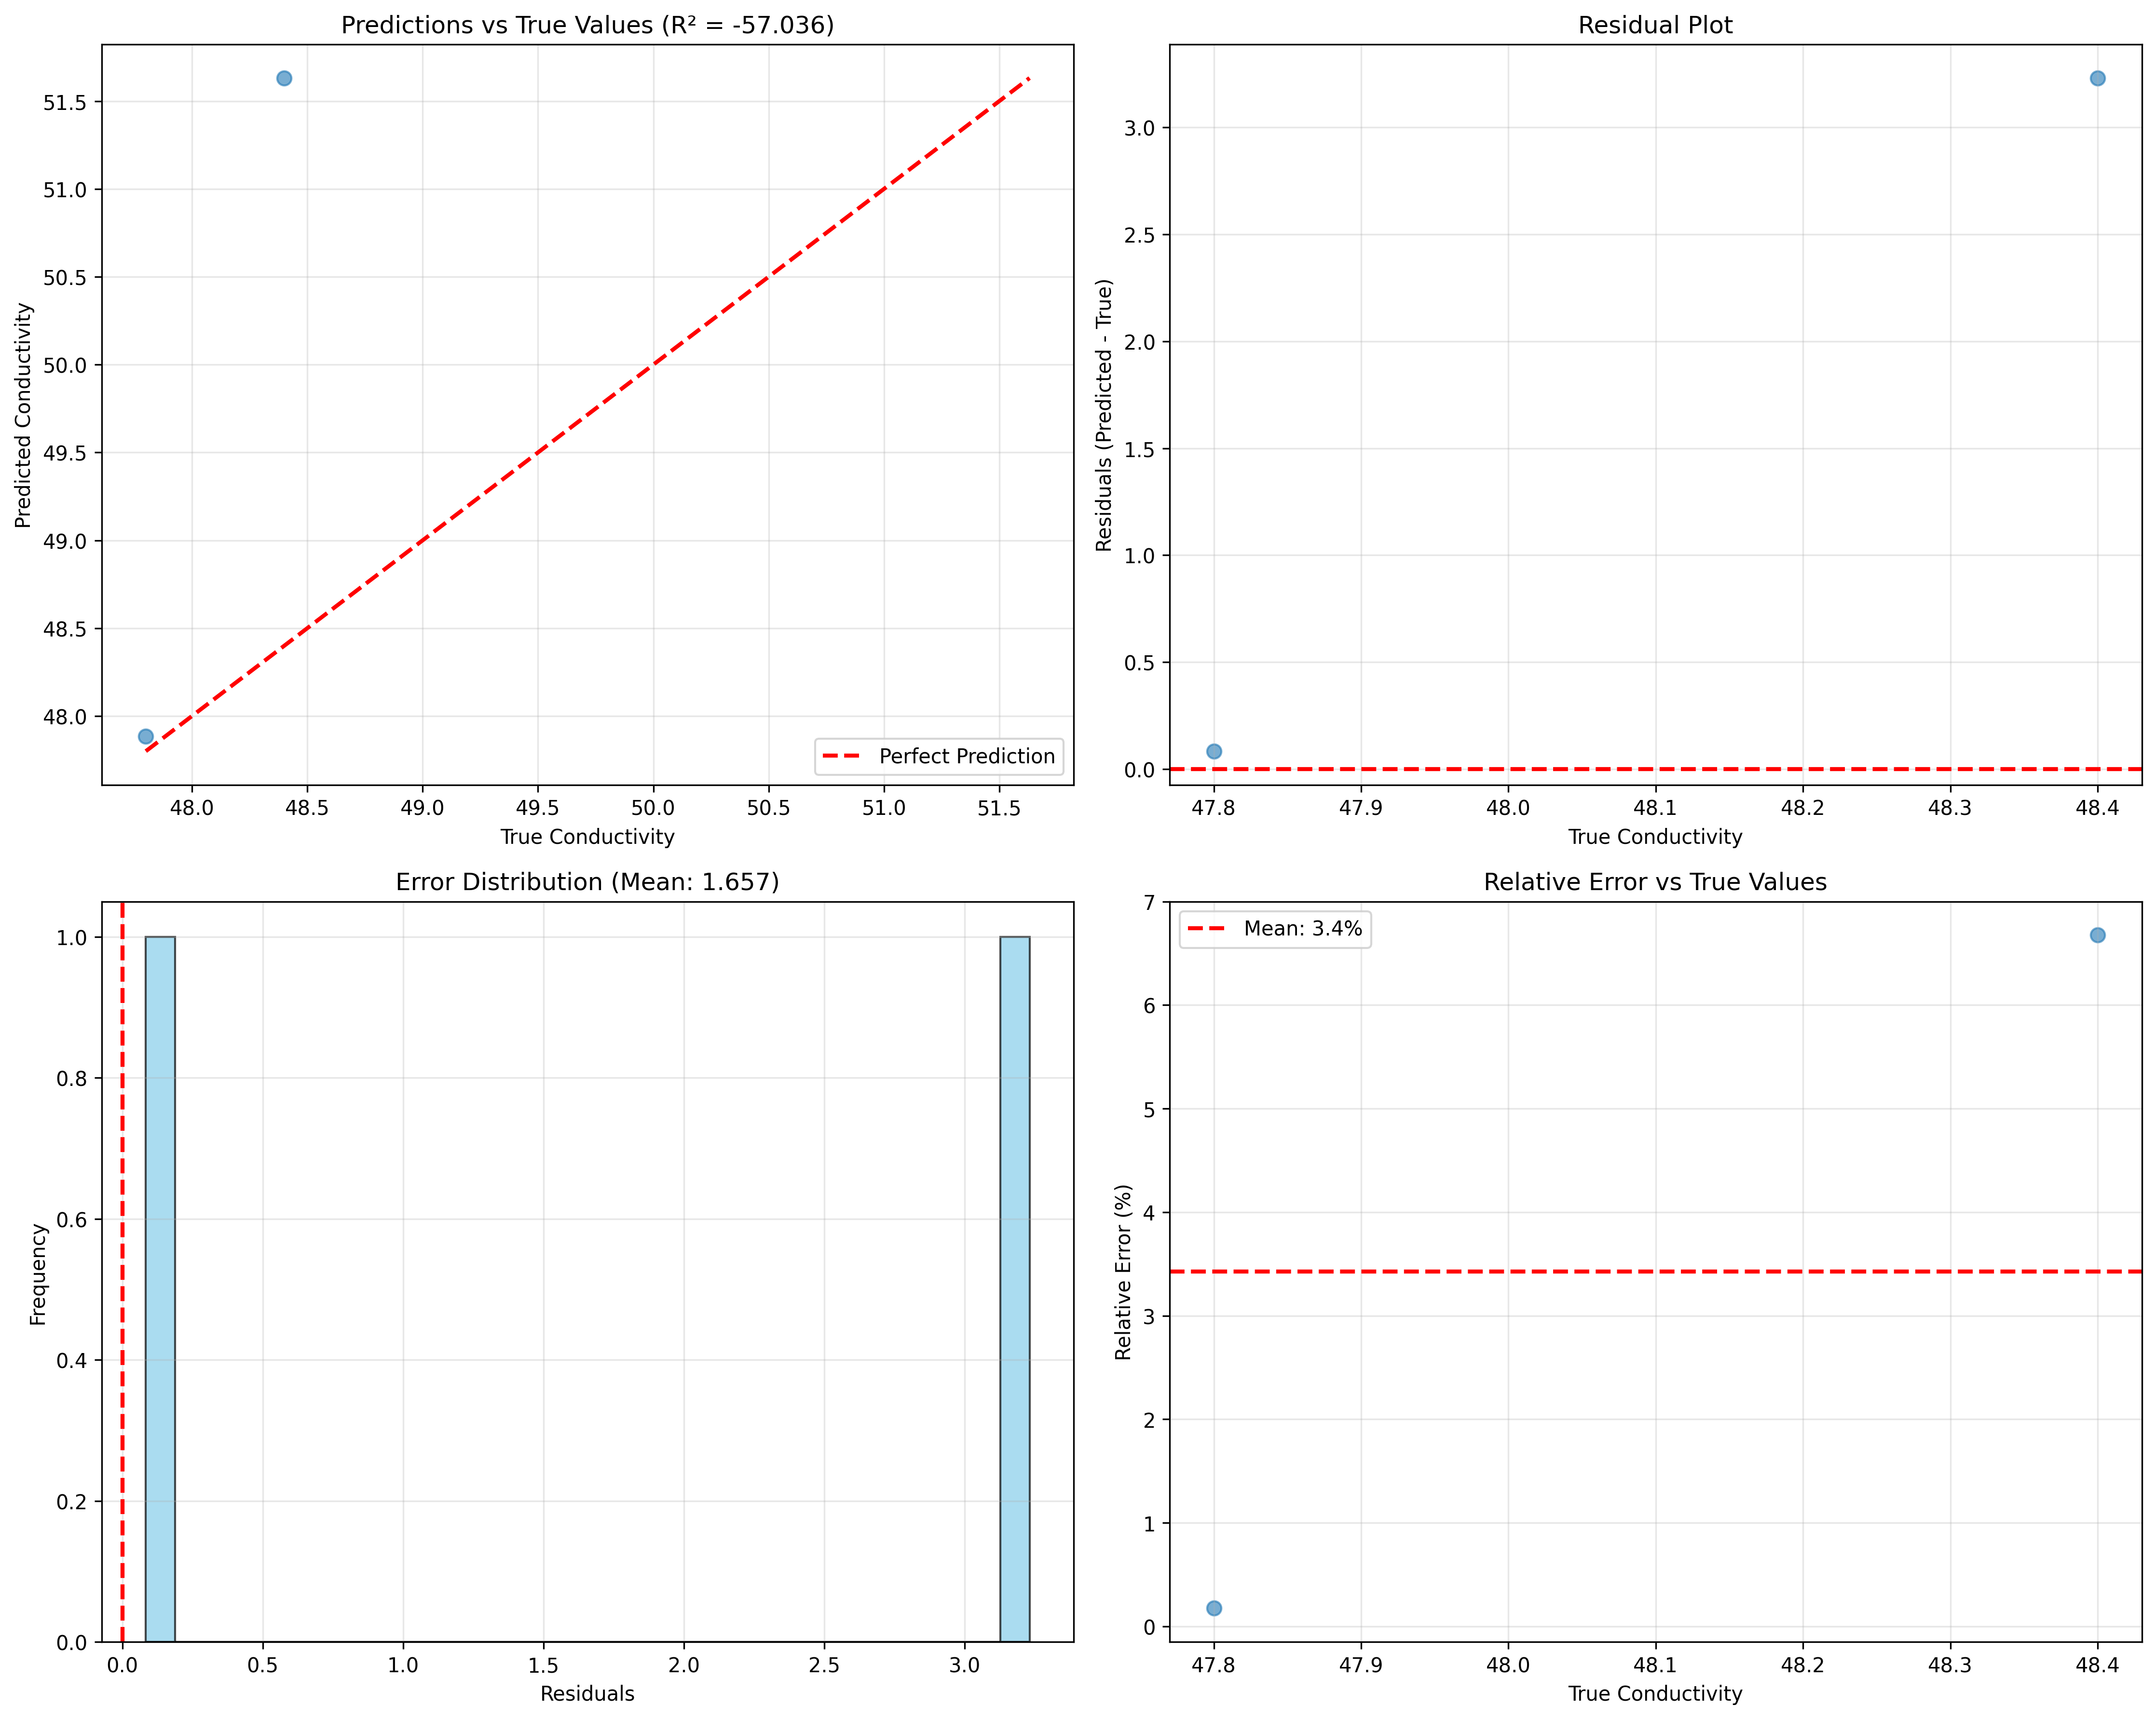 Predictions vs True Values (R² = -57.036)
Predicted Conductivity
51.5
51.0
50.5
50.0
49.5
49.0
48.5
48.0
Perfect Prediction
48.0 48.5 49.0 49.5 50.0 50.5 51.0 51.5
True Conductivity
Residual Plot
Residuals (Predicted - True)
3.0
2.5
2.0
1.5
1.0
0.5
0.0
47.8 47.9 48.0 48.1 48.2 48.3 48.4
True Conductivity
Error Distribution (Mean: 1.657)
Frequency
1.0
0.8
0.6
0.4
0.2
0.0
0.0 0.5 1.0 1.5 2.0 2.5 3.0
Residuals
Relative Error vs True Values
Relative Error (%)
7
6
5
4
3
2
1
0
Mean: 3.4%
47.8 47.9 48.0 48.1 48.2 48.3 48.4
True Conductivity